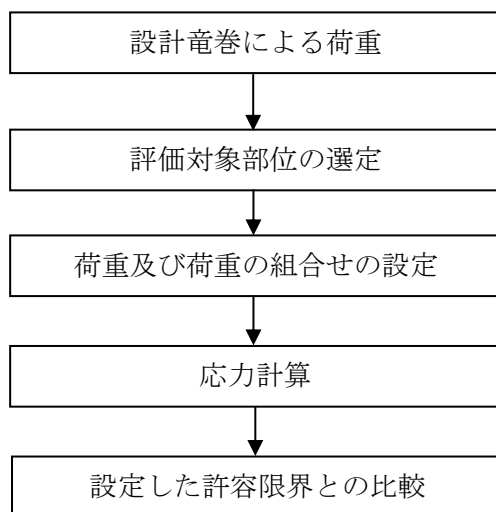 設計竜巻による荷重
評価対象部位の選定
荷重及び荷重の組合せの設定
応力計算
設定した許容限界との比較